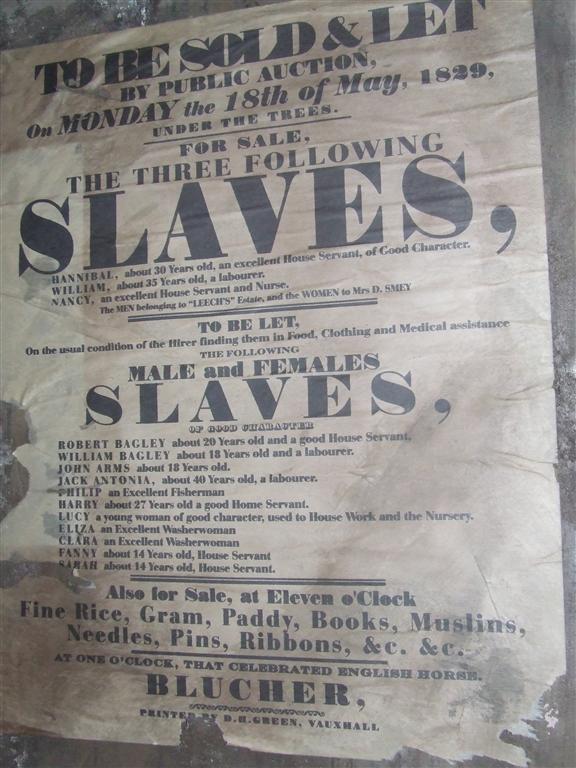 TO BE SOLD & LET
BY PUBLIC AUCTION,
On MONDAY the 18th of May, 1829,
UNDER THE TREES.
FOR SALE,
THE THREE FOLLOWING
SLAVES,
HANNIBAL, about 30 Years old, an excellent House Servant, of Good Character.
WILLIAM, about 35 Years old, a labourer.
NANCY, an excellent House Servant and Nurse.
The MEN belonging to "LEECH'S" Estate, and the WOMEN to Mrs D. SMEY
TO BE LET,
On the usual condition of the Hirer finding them in Food, Clothing and Medical assistance
THE FOLLOWING
MALE and FEMALES
SLAVES,
OF GOOD CHARACTER
ROBERT BAGLEY about 20 Years old and a good House Servant.
WILLIAM BAGLEY about 18 Years old and a labourer.
JOHN ARMS about 18 Years old.
JACK ANTONIA, about 40 Years old, a labourer.
PHILIP an Excellent Fisherman
HARRY about 27 Years old a good Home Servant.
LUCY a young woman of good character, used to House Work and the Nursery.
ELIZA an Excellent Washerwoman
CLARA an Excellent Washerwoman
FANNY about 14 Years old, House Servant
SARAH about 14 Years old, House Servant.
Also for Sale, at Eleven o'Clock
Fine Rice, Gram, Paddy, Books, Muslins,
Needles, Pins, Ribbons, &c. &c.
AT ONE O'CLOCK, THAT CELEBRATED ENGLISH HORSE.
BLUCHER,
PRINTED BY D.H.GREEN, VAUXHALL